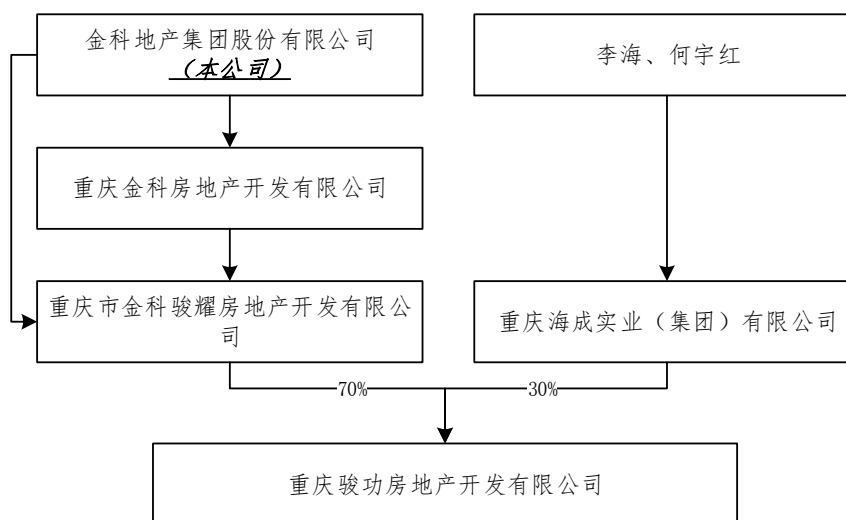 金科地产集团股份有限公司
（本公司）
李海、何宇红
重庆金科房地产开发有限公司
重庆市金科骏耀房地产开发有限公
司
重庆海成实业（集团）有限公司
70%
30%
重庆骏功房地产开发有限公司